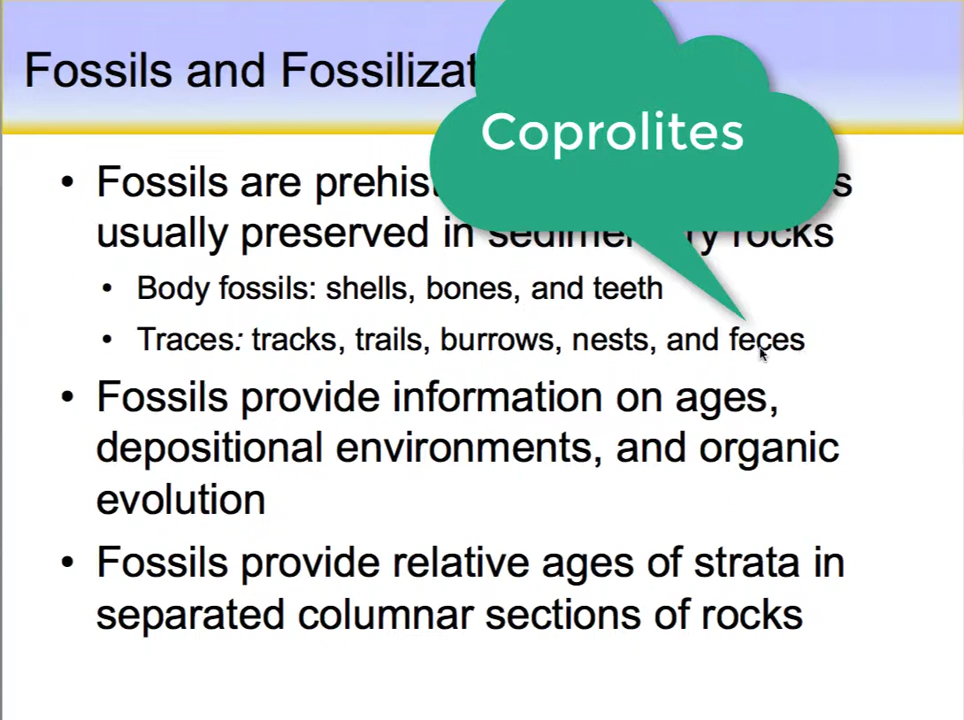 Fossils and Fossilizat
Coprolites
• Fossils are prehis s
usually preserved in rocks
• Body fossils: shells, bones, and teeth
• Traces: tracks, trails, burrows, nests, and feces
• Fossils provide information on ages,
depositional environments, and organic
evolution
• Fossils provide relative ages of strata in
separated columnar sections of rocks